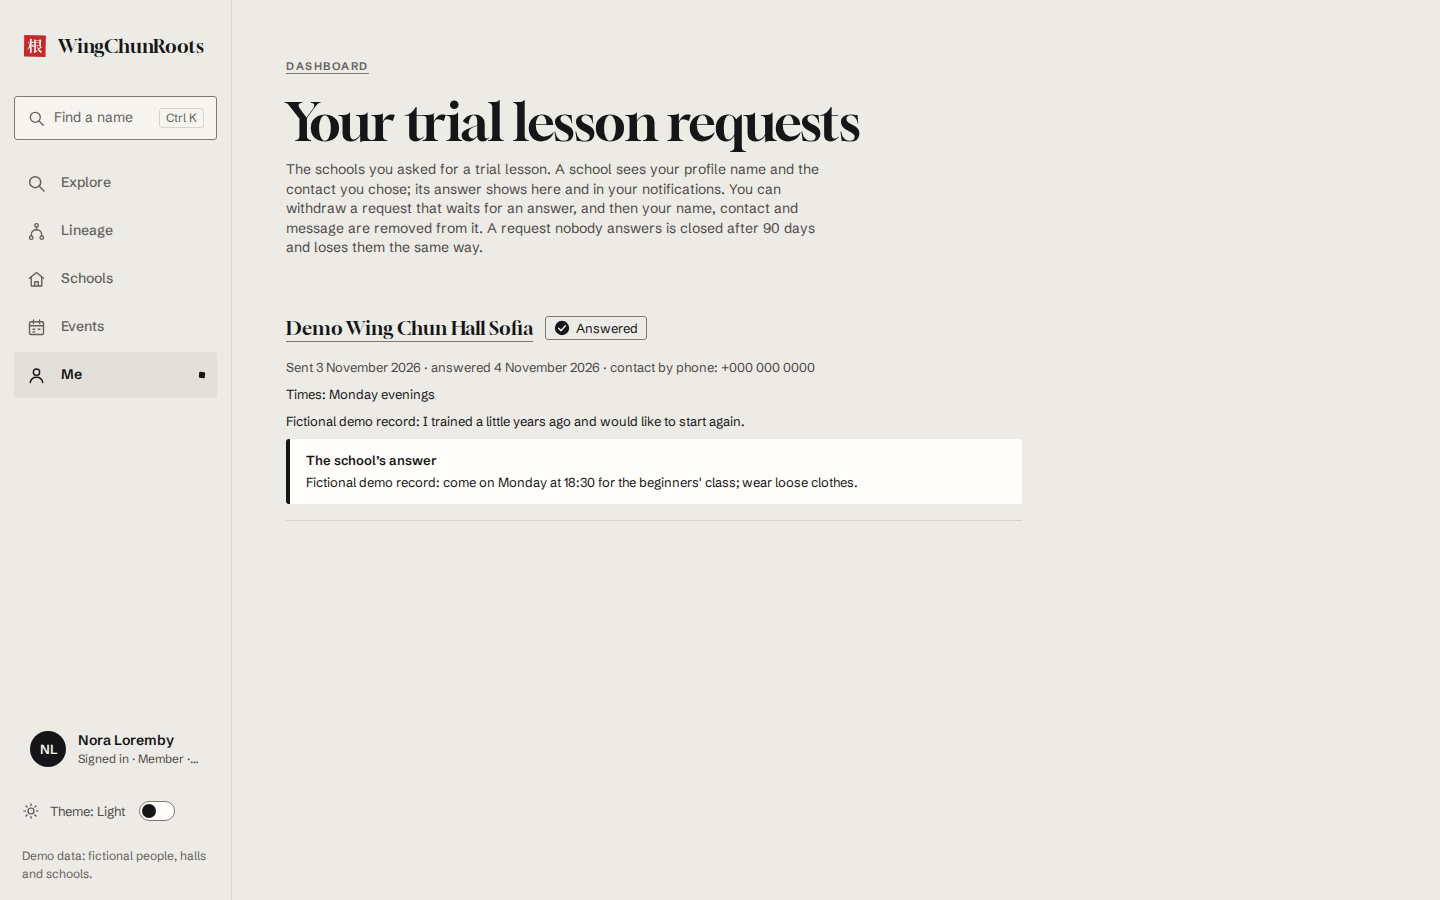 根 WingChunRoots
Find a name Ctrl K
Explore
Lineage
Schools
Events
Me
Nora Loremby
Signed in · Member ·…
Theme: Light
Demo data: fictional people, halls
and schools.
DASHBOARD
Your trial lesson requests
The schools you asked for a trial lesson. A school sees your profile name and the
contact you chose; its answer shows here and in your notifications. You can
withdraw a request that waits for an answer, and then your name, contact and
message are removed from it. A request nobody answers is closed after 90 days
and loses them the same way.
Demo Wing Chun Hall Sofia Answered
Sent 3 November 2026 · answered 4 November 2026 · contact by phone: +000 000 0000
Times: Monday evenings
Fictional demo record: I trained a little years ago and would like to start again.
The school’s answer
Fictional demo record: come on Monday at 18:30 for the beginners' class; wear loose clothes.
NL